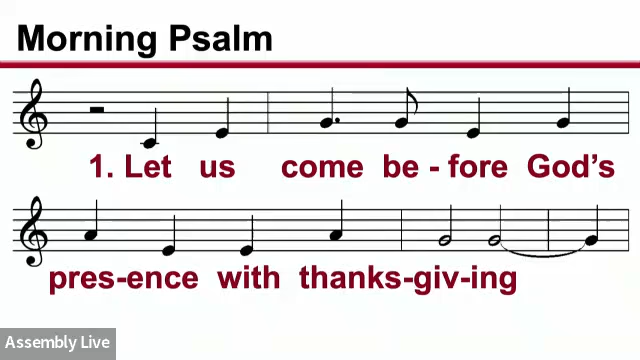 Morning Psalm
1. Let us come be - fore God's
pres-ence with thanks-giv-ing
Assembly Live